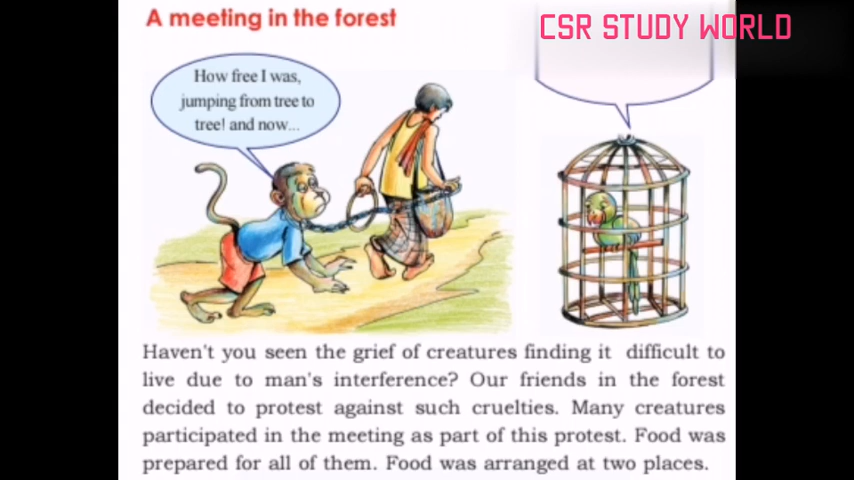 A meeting in the forest
CSR STUDY WORLD
How free I was,
jumping from tree to
tree! and now...
Haven't you seen the grief of creatures finding it difficult to
live due to man's interference? Our friends in the forest
decided to protest against such cruelties. Many creatures
participated in the meeting as part of this protest. Food was
prepared for all of them. Food was arranged at two places.